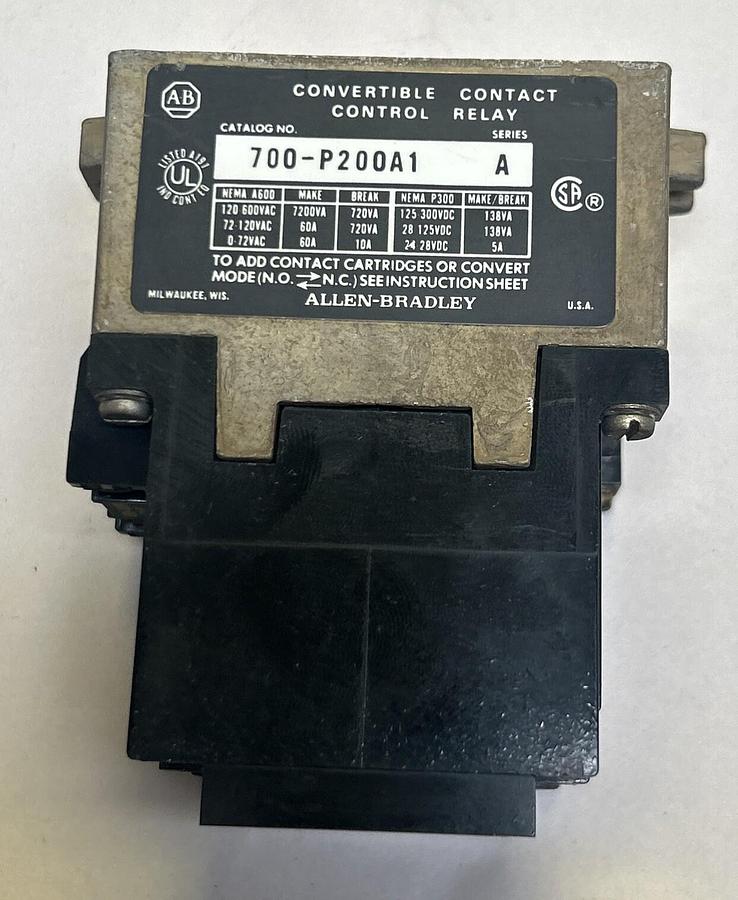 AB
CONVERTIBLE CONTACT
CONTROL RELAY
CATALOG NO. SERIES
700-P200A1 A
LISTED A197
UL
IND CONT EQ
SA ®
NEMA A600 MAKE BREAK NEMA P300 MAKE/BREAK
120 600VAC 7200VA 720VA 125 300VDC 138VA
72-120VAC 60A 720VA 28 125VDC 138VA
0-72VAC 60A 10A 24 28VDC 5A
TO ADD CONTACT CARTRIDGES OR CONVERT
MODE (N.O. ⇄ N.C.) SEE INSTRUCTION SHEET
MILWAUKEE, WIS. ALLEN-BRADLEY U.S.A.